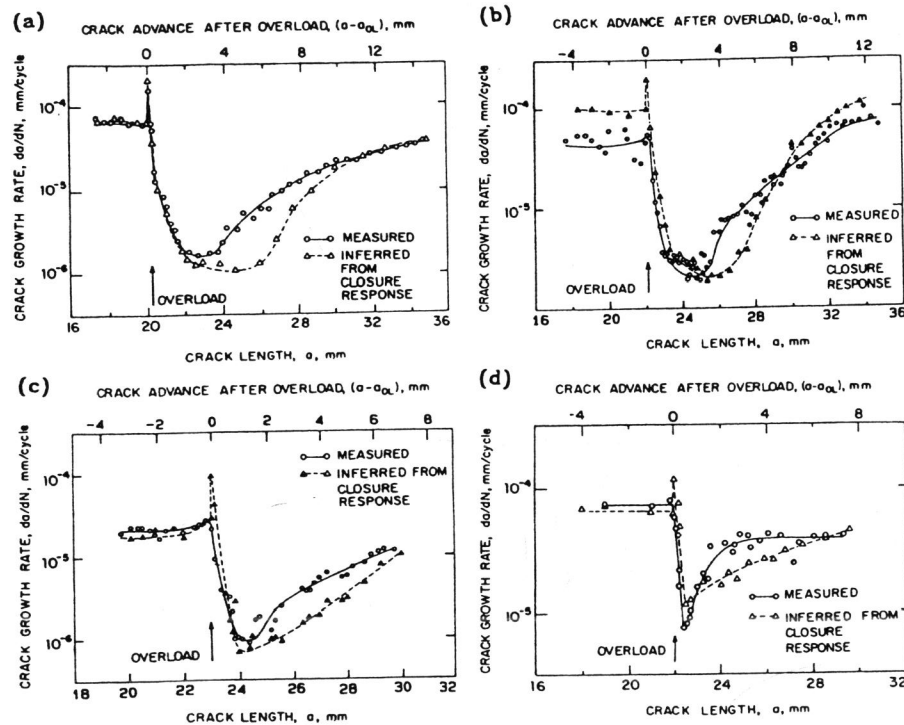 (a)
CRACK ADVANCE AFTER OVERLOAD, (a-aOL), mm
0 4 8 12
CRACK GROWTH RATE, da/dN, mm/cycle
10-4
10-5
10-6
MEASURED
INFERRED
FROM
CLOSURE
RESPONSE
OVERLOAD
16 20 24 28 32 36
CRACK LENGTH, a, mm
(b)
CRACK ADVANCE AFTER OVERLOAD, (a-aOL), mm
-4 0 4 8 12
CRACK GROWTH RATE, da/dN, mm/cycle
10-4
10-5
MEASURED
INFERRED
FROM
CLOSURE
RESPONSE
OVERLOAD
16 20 24 28 32 36
CRACK LENGTH, a, mm
(c)
CRACK ADVANCE AFTER OVERLOAD, (a-aOL), mm
-4 -2 0 2 4 6 8
CRACK GROWTH RATE, da/dN, mm/cycle
10-4
10-5
10-6
MEASURED
INFERRED FROM
CLOSURE
RESPONSE
OVERLOAD
18 20 22 24 26 28 30 32
CRACK LENGTH, a, mm
(d)
CRACK ADVANCE AFTER OVERLOAD, (a-aOL), mm
-4 0 4 8
CRACK GROWTH RATE, da/dN, mm/cycle
10-4
10-5
MEASURED
INFERRED FROM
CLOSURE
RESPONSE
OVERLOAD
16 20 24 28 32
CRACK LENGTH, a, mm